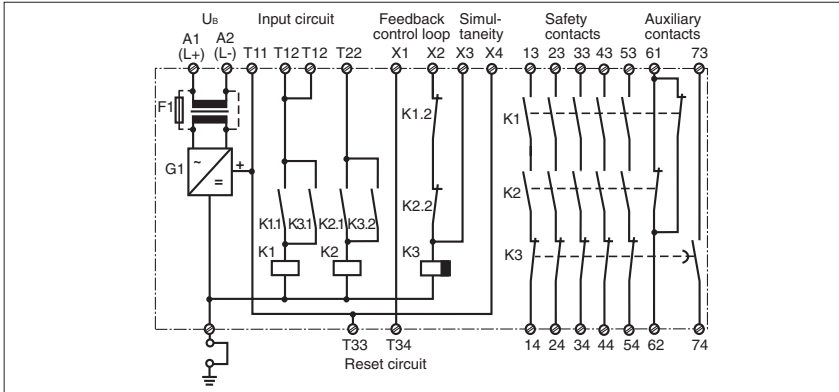 UB Input circuit Feedback control loop Simul-taneity Safety contacts Auxiliary contacts
A1 (L+) A2 (L-) T11 T12 T12 T22 X1 X2 X3 X4 13 23 33 43 53 61 73
F1
K1.2
K1
G1 ~ = +
K2
K1.1 K3.1 K2.1 K3.2 K2.2
K1 K2 K3 K3
T33 T34 14 24 34 44 54 62 74
Reset circuit